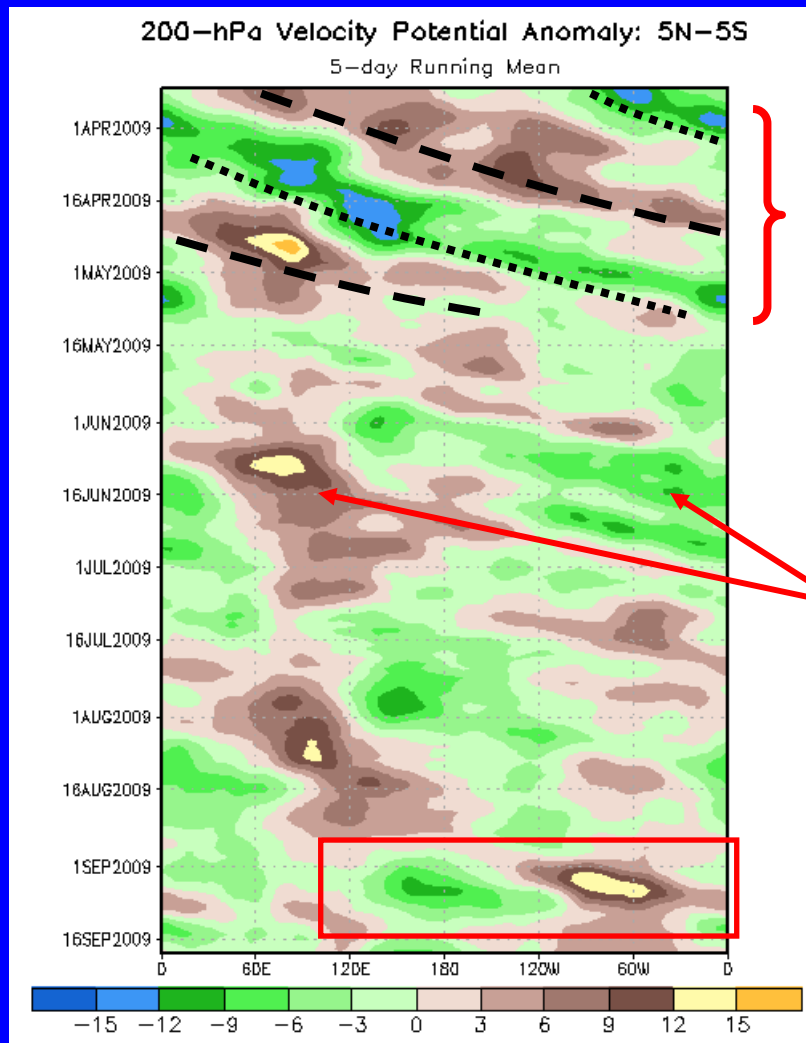 200-hPa Velocity Potential Anomaly: 5N-5S
5-day Running Mean
1APR2009
16APR2009
1MAY2009
16MAY2009
1JUN2009
16JUN2009
1JUL2009
16JUL2009
1AUG2009
16AUG2009
1SEP2009
16SEP2009
0 60E 120E 180 120W 60W 0
-15 -12 -9 -6 -3 0 3 6 9 12 15